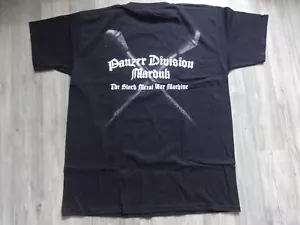 Panzer Division
Marduk
The Black Metal War Machine